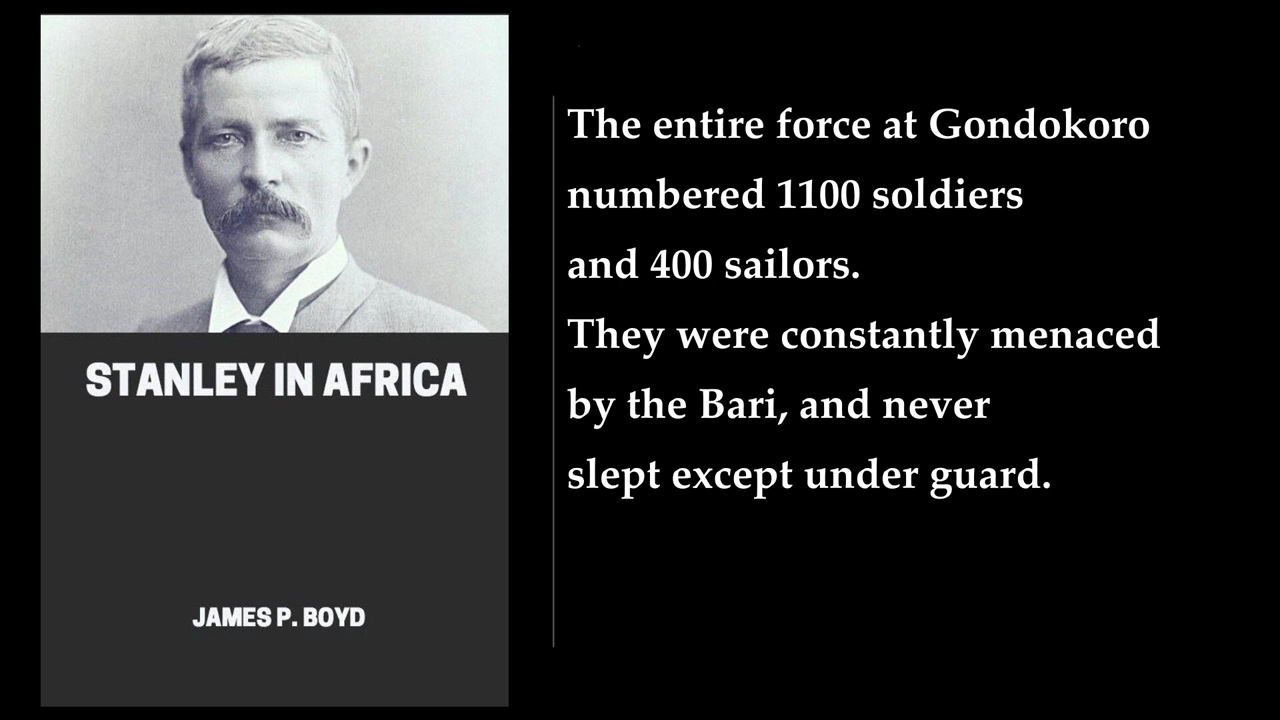 STANLEY IN AFRICA
JAMES P. BOYD
The entire force at Gondokoro
numbered 1100 soldiers
and 400 sailors.
They were constantly menaced
by the Bari, and never
slept except under guard.